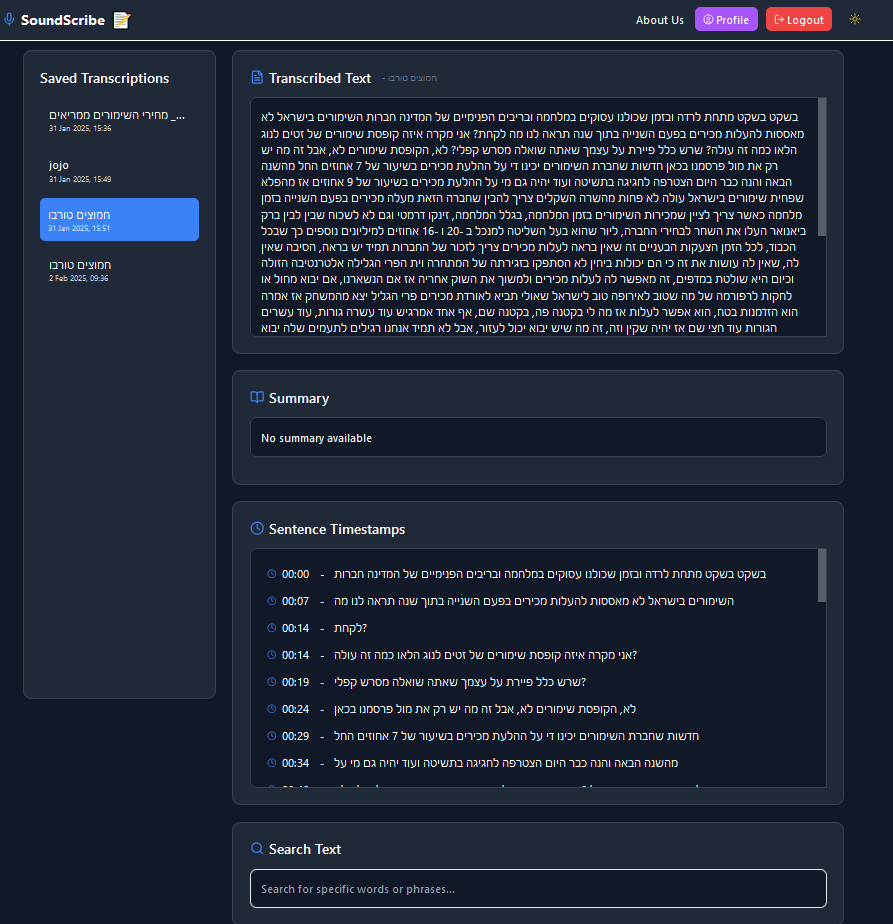 SoundScribe
About Us
Profile
Logout
Saved Transcriptions
מחירי השימורים ממריאים _...
31 Jan 2025, 15:36
jojo
31 Jan 2025, 15:49
חמוצים טורבו
31 Jan 2025, 15:51
חמוצים טורבו
2 Feb 2025, 09:36
Transcribed Text - חמוצים טורבו
בשקט בשקט מתחת לרדה ובזמן שכולנו עסוקים במלחמה ובריבים הפנימיים של המדינה חברות השימורים בישראל לא
מאססות להעלות מכירים בפעם השנייה בתוך שנה תראה לנו מה לקחת? אני מקרה איזה קופסת שימורים של זטים לנוג
הלאו כמה זה עולה? שרש כלל פיירת על עצמך שאתה שואלה מסרש קפלי? לא, הקופסת שימורים לא, אבל זה מה יש
רק את מול פרסמנו בכאן חדשות שחברת השימורים יכינו די על ההלעת מכירים בשיעור של 7 אחוזים החל מהשנה
הבאה והנה כבר היום הצטרפה לחגיגה בתשיטה ועוד יהיה גם מי על ההלעת מכירים בשיעור של 9 אחוזים אז מהפלא
שפחית שימורים בישראל עולה לא פחות מהשרה השקלים צריך להבין שחברה הזאת מעלה מכירים בפעם השנייה בזמן
מלחמה כאשר צריך לציין שמכירות השימורים בזמן המלחמה, בגלל המלחמה, זינקו דרמטי וגם לא לשכוח שבין לבין ברק
ביאנואר העלו את השחר לבחירי החברה, ליור שהוא בעל השליטה למנכל ב -20 ו -16 אחוזים למיליונים נוספים כך שבכל
הכבוד, לכל הזמן הצעקות הבעניים זה שאין בראה לעלות מכירים צריך לזכור של החברות תמיד יש בראה, הסיבה שאין
לה, שאין לה עושות את זה כי הם יכולות ביחין לא הסתפקו בזגירתה של המתחרה וית הפרי הגלילה אלטרנטיבה הזולה
וכיום היא שולטת במדפים, זה מאפשר לה לעלות מכירים ולמשוך את השוק אחריה אז אם הנשארנו, אם יבוא מחול או
לחקות לרפורמה של מה שטוב לאירופה טוב לישראל שאולי תביא לאורדת מכירים פרי הגליל יצא מהמשחק אז אמרה
הוא הזדמנות בטח, הוא אפשר לעלות אז מה לי בקטנה פה, בקטנה שם, אף אחד אמרגיש עוד עשרה גורות, עוד עשרים
הגורות עוד חצי שם אז יהיה שקין וזה, זה מה שיש יבוא יכול לעזור, אבל לא תמיד אנחנו רגילים לתעמים שלה יבוא
Summary
No summary available
Sentence Timestamps
00:00 - בשקט בשקט מתחת לרדה ובזמן שכולנו עסוקים במלחמה ובריבים הפנימיים של המדינה חברות
00:07 - השימורים בישראל לא מאססות להעלות מכירים בפעם השנייה בתוך שנה תראה לנו מה
00:14 - לקחת?
00:14 - אני מקרה איזה קופסת שימורים של זטים לנוג הלאו כמה זה עולה?
00:19 - שרש כלל פיירת על עצמך שאתה שואלה מסרש קפלי?
00:24 - לא, הקופסת שימורים לא, אבל זה מה יש רק את מול פרסמנו בכאן
00:29 - חדשות שחברת השימורים יכינו די על ההלעת מכירים בשיעור של 7 אחוזים החל
00:34 - מהשנה הבאה והנה כבר היום הצטרפה לחגיגה בתשיטה ועוד יהיה גם מי על
Search Text
Search for specific words or phrases...